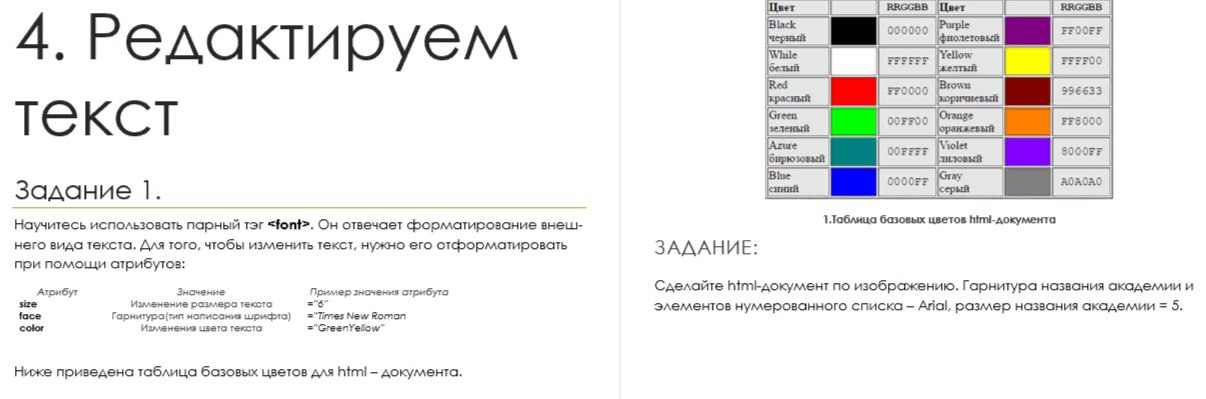 4. Редактируем
текст
Задание 1.
Научитесь использовать парный тэг <font>. Он отвечает форматирование внеш-
него вида текста. Для того, чтобы изменить текст, нужно его отформатировать
при помощи атрибутов:
Атрибут Значение Пример значения атрибута
size Изменение размера текста ="6"
face Гарнитура(тип написания шрифта) ="Times New Roman
color Изменения цвета текста ="GreenYellow"
Ниже приведена таблица базовых цветов для html – документа.
Цвет RRGGBB Цвет RRGGBB
Black Purple
черный 000000 фиолетовый FF00FF
While Yellow
белый FFFFFF желтый FFFF00
Red Brown
красный FF0000 коричневый 996633
Green Orange
зеленый 00FF00 оранжевый FF8000
Azure Violet
бирюзовый 00FFFF лиловый 8000FF
Blue Gray
синий 0000FF серый A0A0A0
1.Таблица базовых цветов html-документа
ЗАДАНИЕ:
Сделайте html-документ по изображению. Гарнитура названия академии и
элементов нумерованного списка – Arial, размер названия академии = 5.